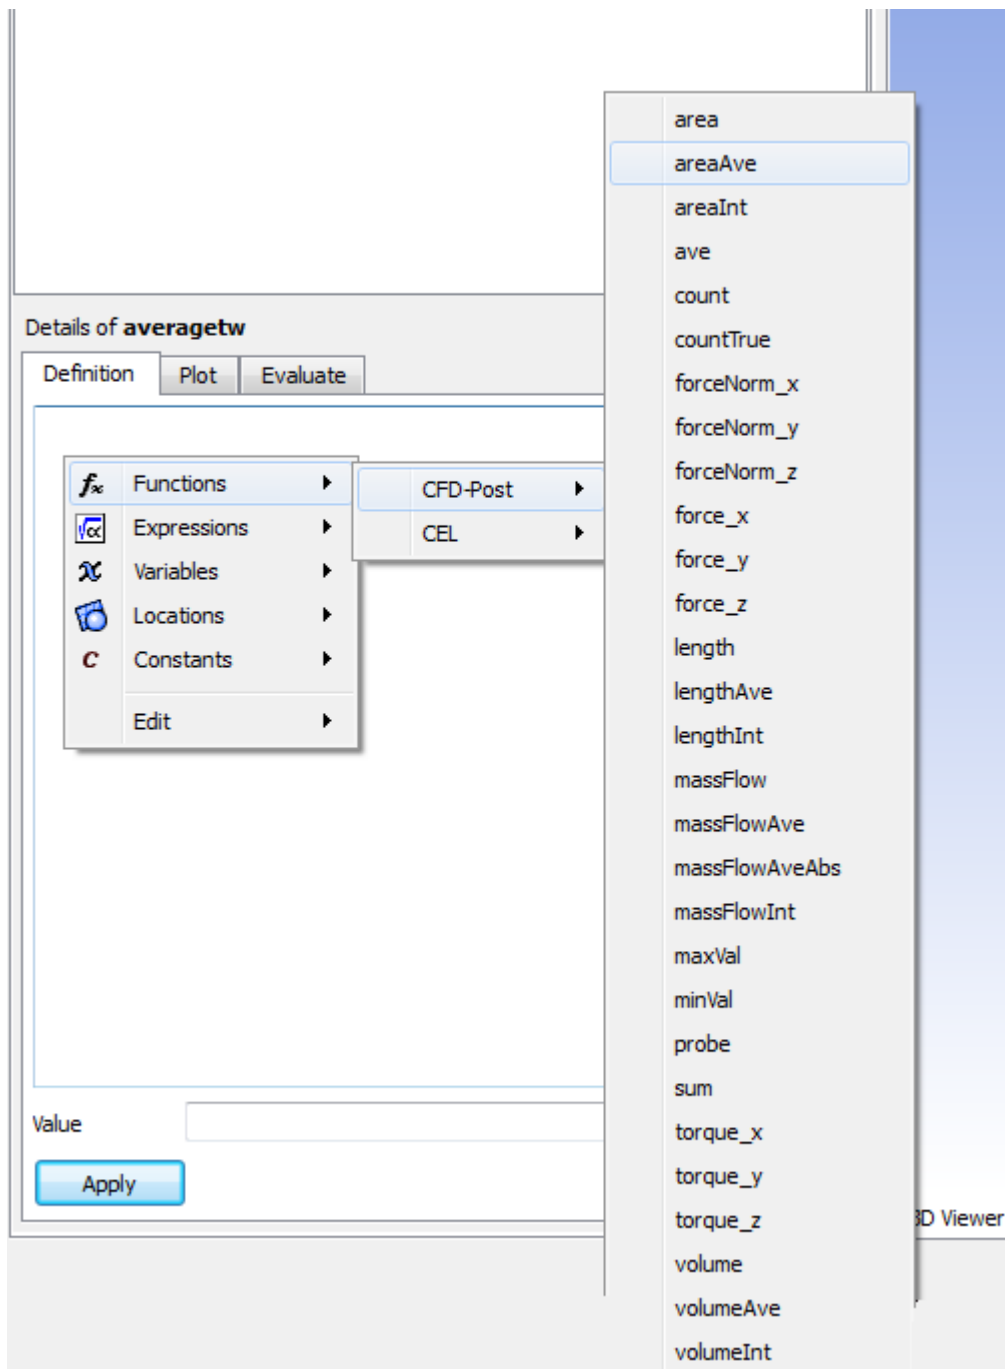 area
areaAve
areaInt
ave
count
Details of averagetw
countTrue
Definition Plot Evaluate
forceNorm_x
forceNorm_y
forceNorm_z
fx Functions
CFD-Post
force_x
Expressions
CEL
force_y
x Variables
force_z
Locations
length
C Constants
lengthAve
Edit
lengthInt
massFlow
massFlowAve
massFlowAveAbs
massFlowInt
maxVal
minVal
probe
sum
Value
torque_x
Apply
torque_y
torque_z
3D Viewer
volume
volumeAve
volumeInt